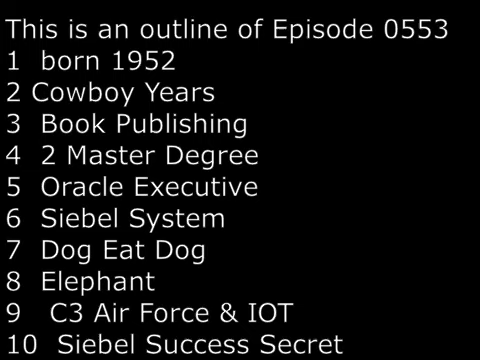 This is an outline of Episode 0553
1 born 1952
2 Cowboy Years
3 Book Publishing
4 2 Master Degree
5 Oracle Executive
6 Siebel System
7 Dog Eat Dog
8 Elephant
9 C3 Air Force & IOT
10 Siebel Success Secret